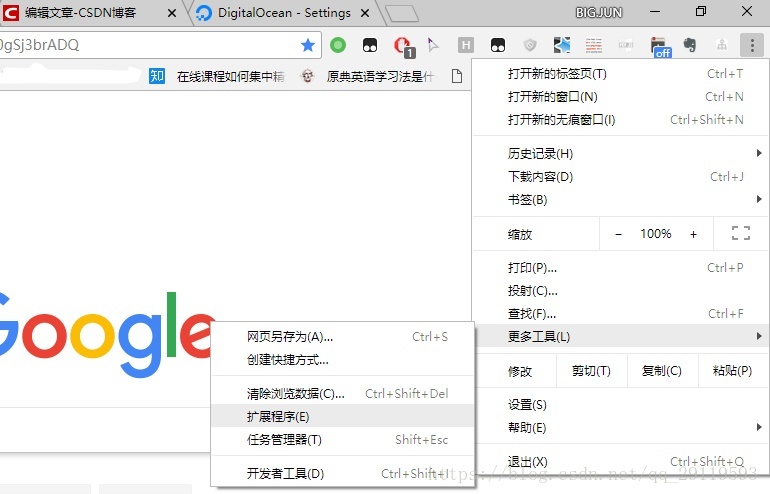 编辑文章-CSDN博客 DigitalOcean - Settings BIGJUN
0gSj3brADQ
1 off
知 在线课程如何集中精 原典英语学习法是什
打开新的标签页(T) Ctrl+T
打开新的窗口(N) Ctrl+N
打开新的无痕窗口(I) Ctrl+Shift+N
历史记录(H)
下载内容(D) Ctrl+J
书签(B)
缩放 － 100% +
打印(P)... Ctrl+P
投射(C)...
查找(F)... Ctrl+F
更多工具(L)
修改 剪切(T) 复制(C) 粘贴(P)
设置(S)
帮助(E)
退出(X) Ctrl+Shift+Q
Google
网页另存为(A)... Ctrl+S
创建快捷方式...
清除浏览数据(C)... Ctrl+Shift+Del
扩展程序(E)
任务管理器(T) Shift+Esc
开发者工具(D) Ctrl+Shift+I
https://blog.csdn.net/qq_29119593